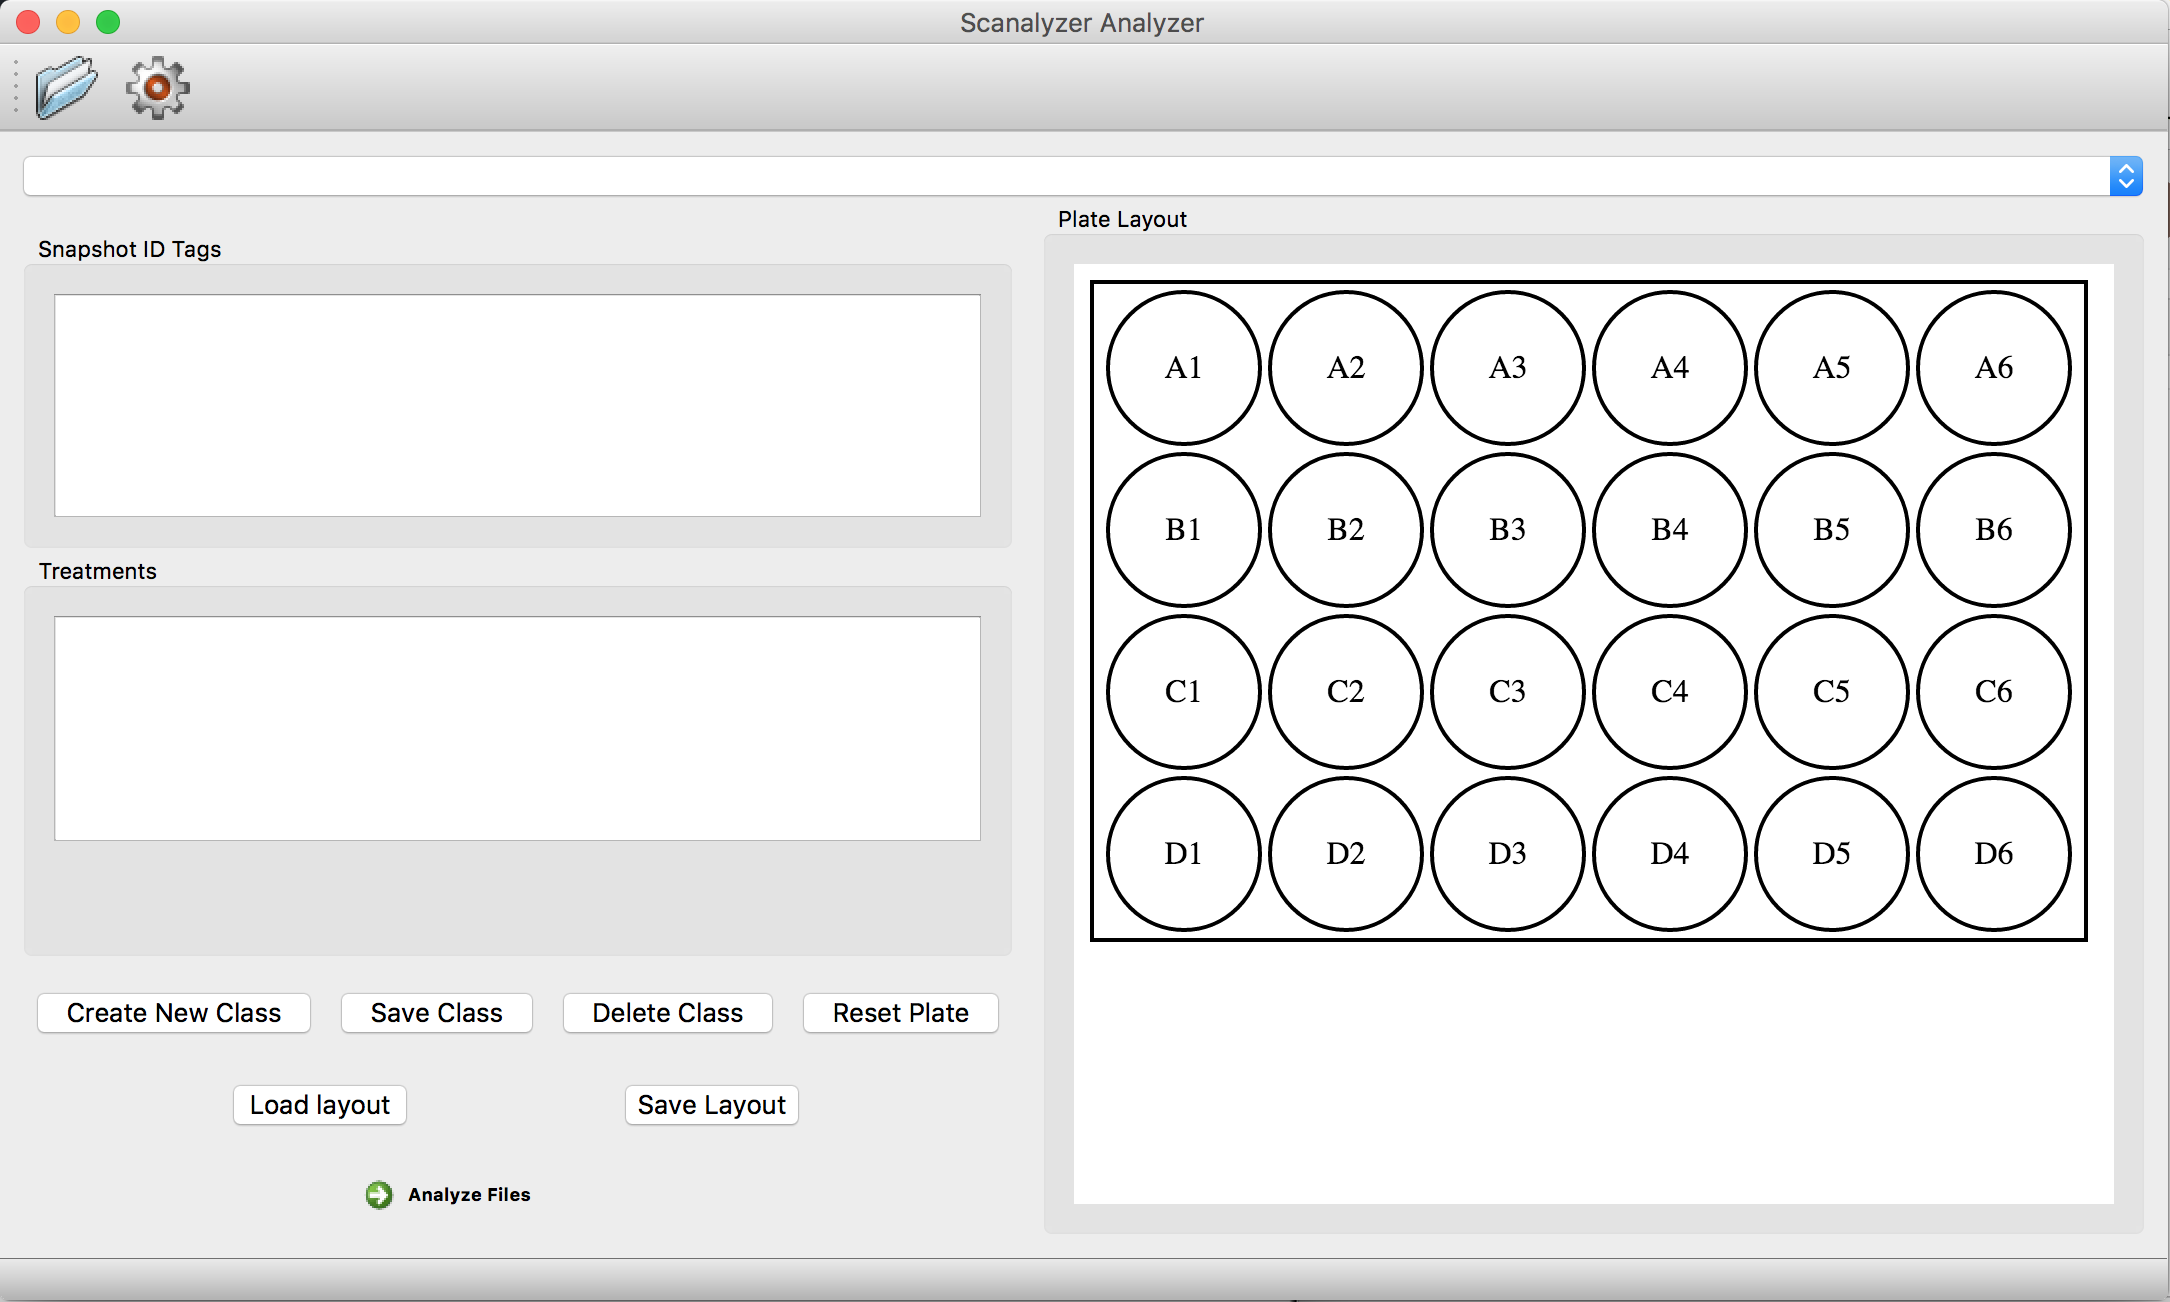 Scanalyzer Analyzer
Snapshot ID Tags
Treatments
Create New Class Save Class Delete Class Reset Plate
Load layout Save Layout
Analyze Files
Plate Layout
A1 A2 A3 A4 A5 A6
B1 B2 B3 B4 B5 B6
C1 C2 C3 C4 C5 C6
D1 D2 D3 D4 D5 D6